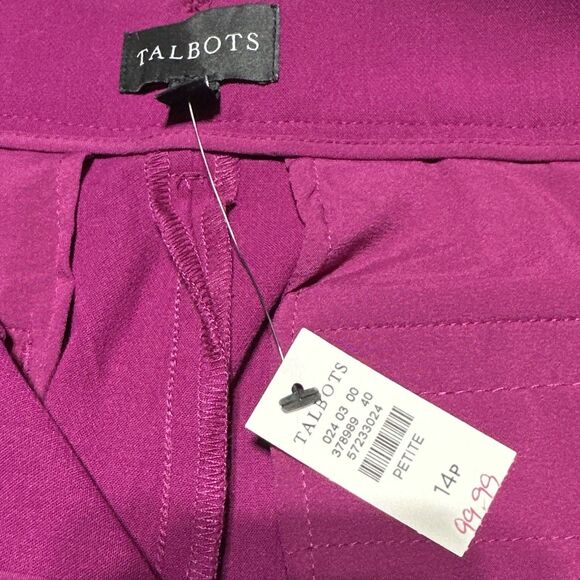 TALBOTS
TALBOTS
024 03 00
378989 40
57233024
PETITE
14P
99.99